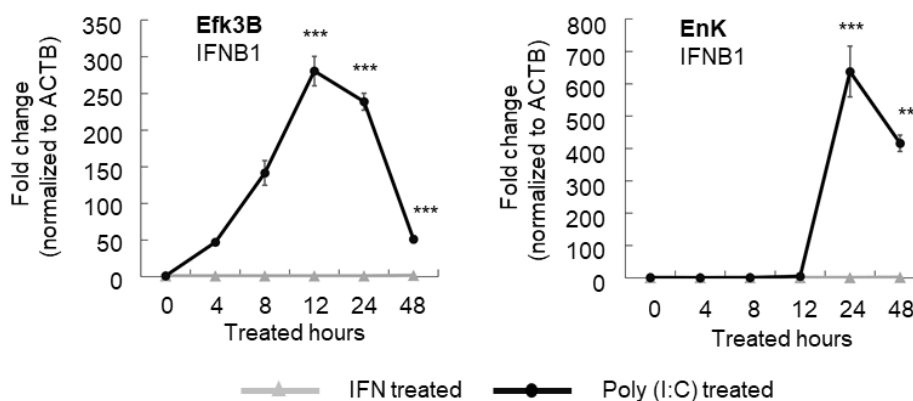 Efk3B
IFNB1
Fold change
(normalized to ACTB)
350
300
250
200
150
100
50
0
***
***
***
0 4 8 12 24 48
Treated hours
EnK
IFNB1
Fold change
(normalized to ACTB)
800
700
600
500
400
300
200
100
0
***
**
0 4 8 12 24 48
Treated hours
IFN treated
Poly (I:C) treated